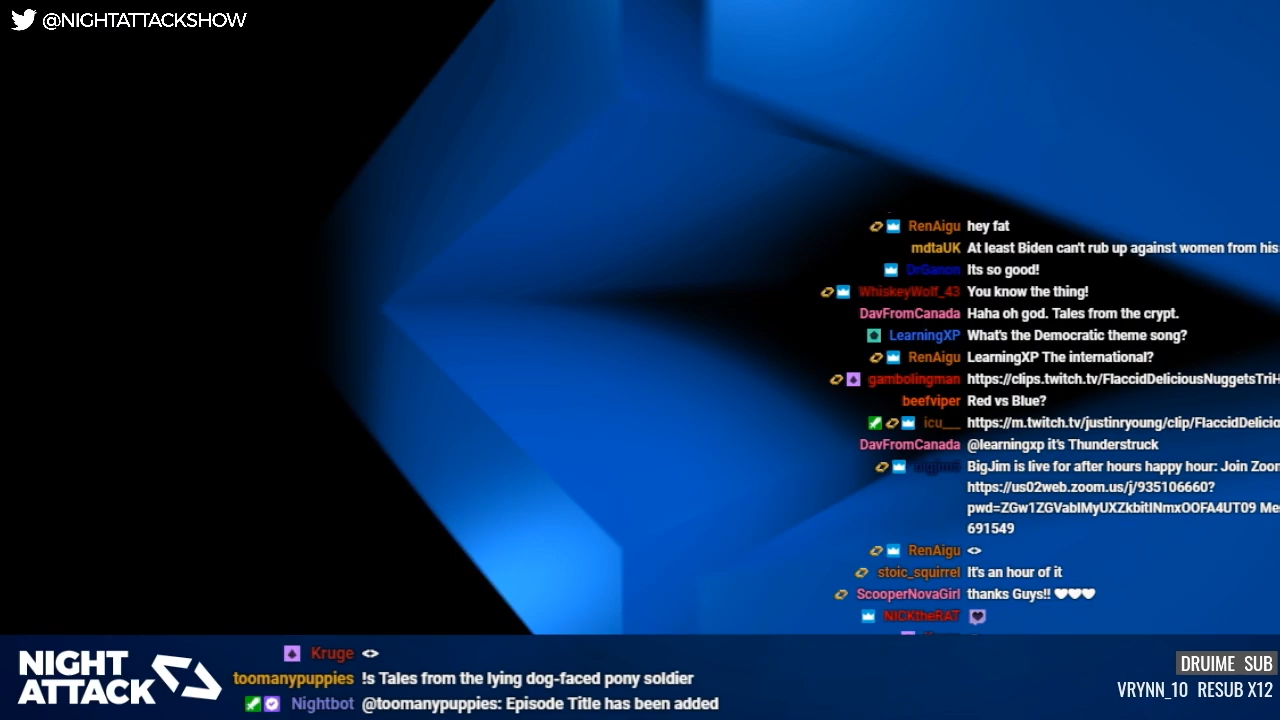 @NIGHTATTACKSHOW
RenAigu hey fat
mdtaUK At least Biden can't rub up against women from his
DrGanon Its so good!
WhiskeyWolf_43 You know the thing!
DavFromCanada Haha oh god. Tales from the crypt.
LearningXP What's the Democratic theme song?
RenAigu LearningXP The international?
gambolingman https://clips.twitch.tv/FlaccidDeliciousNuggetsTriH
beefviper Red vs Blue?
icu___ https://m.twitch.tv/justinryoung/clip/FlaccidDelicio
DavFromCanada @learningxp it's Thunderstruck
BigJim is live for after hours happy hour: Join Zoom
https://us02web.zoom.us/j/935106660?
pwd=ZGw1ZGVablMyUXZkbitINmxOOFA4UT09 Me
691549
RenAigu <>
stoic_squirrel It's an hour of it
ScooperNovaGirl thanks Guys!! ♥♥♥
NICKtheRAT
NIGHT
ATTACK
Kruge <>
toomanypuppies !s Tales from the lying dog-faced pony soldier
Nightbot @toomanypuppies: Episode Title has been added
DRUIME SUB
VRYNN_10 RESUB X12